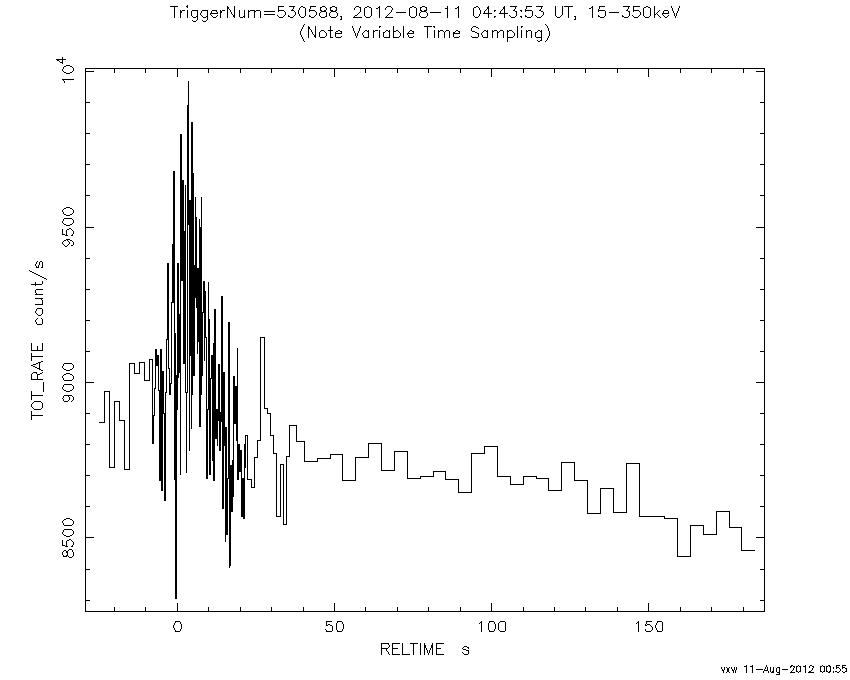 TriggerNum=530588, 2012-08-11 04:43:53 UT, 15-350keV
(Note Variable Time Sampling)
10⁴
9500
9000
8500
TOT_RATE count/s
0 50 100 150
RELTIME s
vxw 11-Aug-2012 00:55